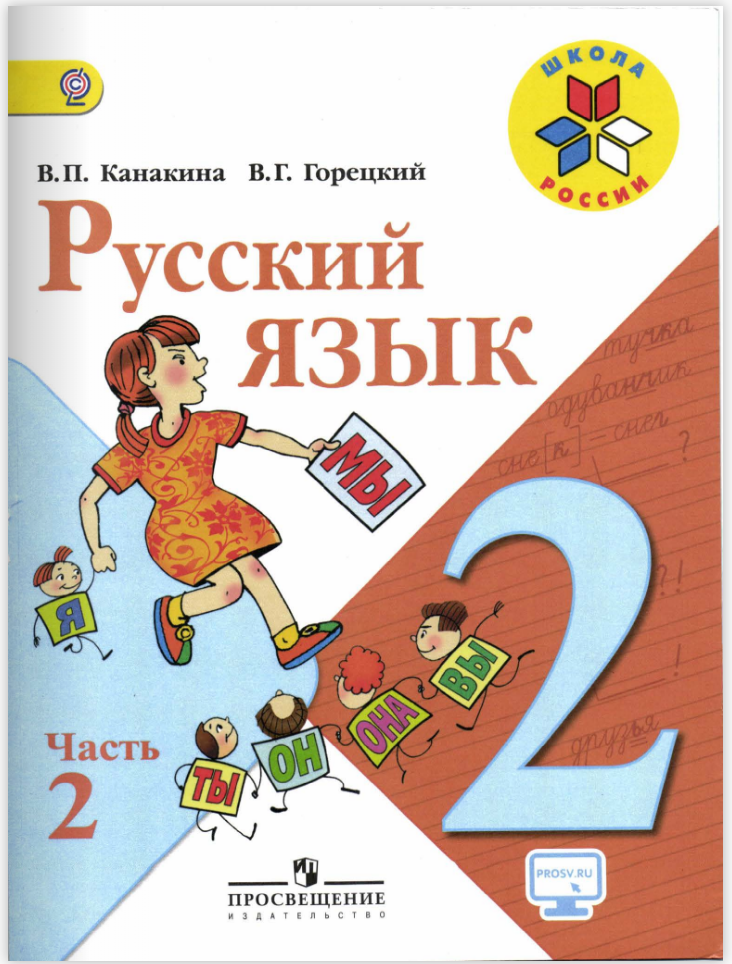 ШКОЛА
РОССИИ
В.П. Канакина В.Г. Горецкий
Русский
язык
тучка
одуванчик
сне[к] – снег
?
МЫ
2
?!
!
Я
ВЫ
ОНА
ОН
ТЫ
друзья
Часть
2
PROSV.RU
ИП
ПРОСВЕЩЕНИЕ
ИЗДАТЕЛЬСТВО